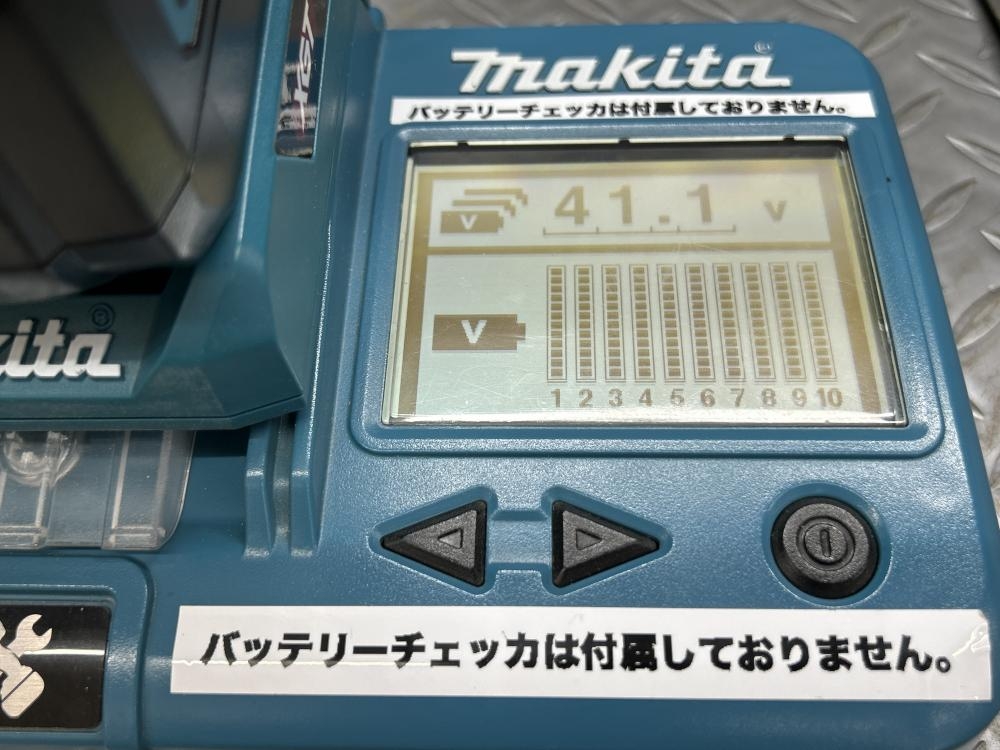 makita®
バッテリーチェッカは付属しておりません。
XGT
V 41.1 V
V
1 2 3 4 5 6 7 8 9 10
kita
バッテリーチェッカは付属しておりません。